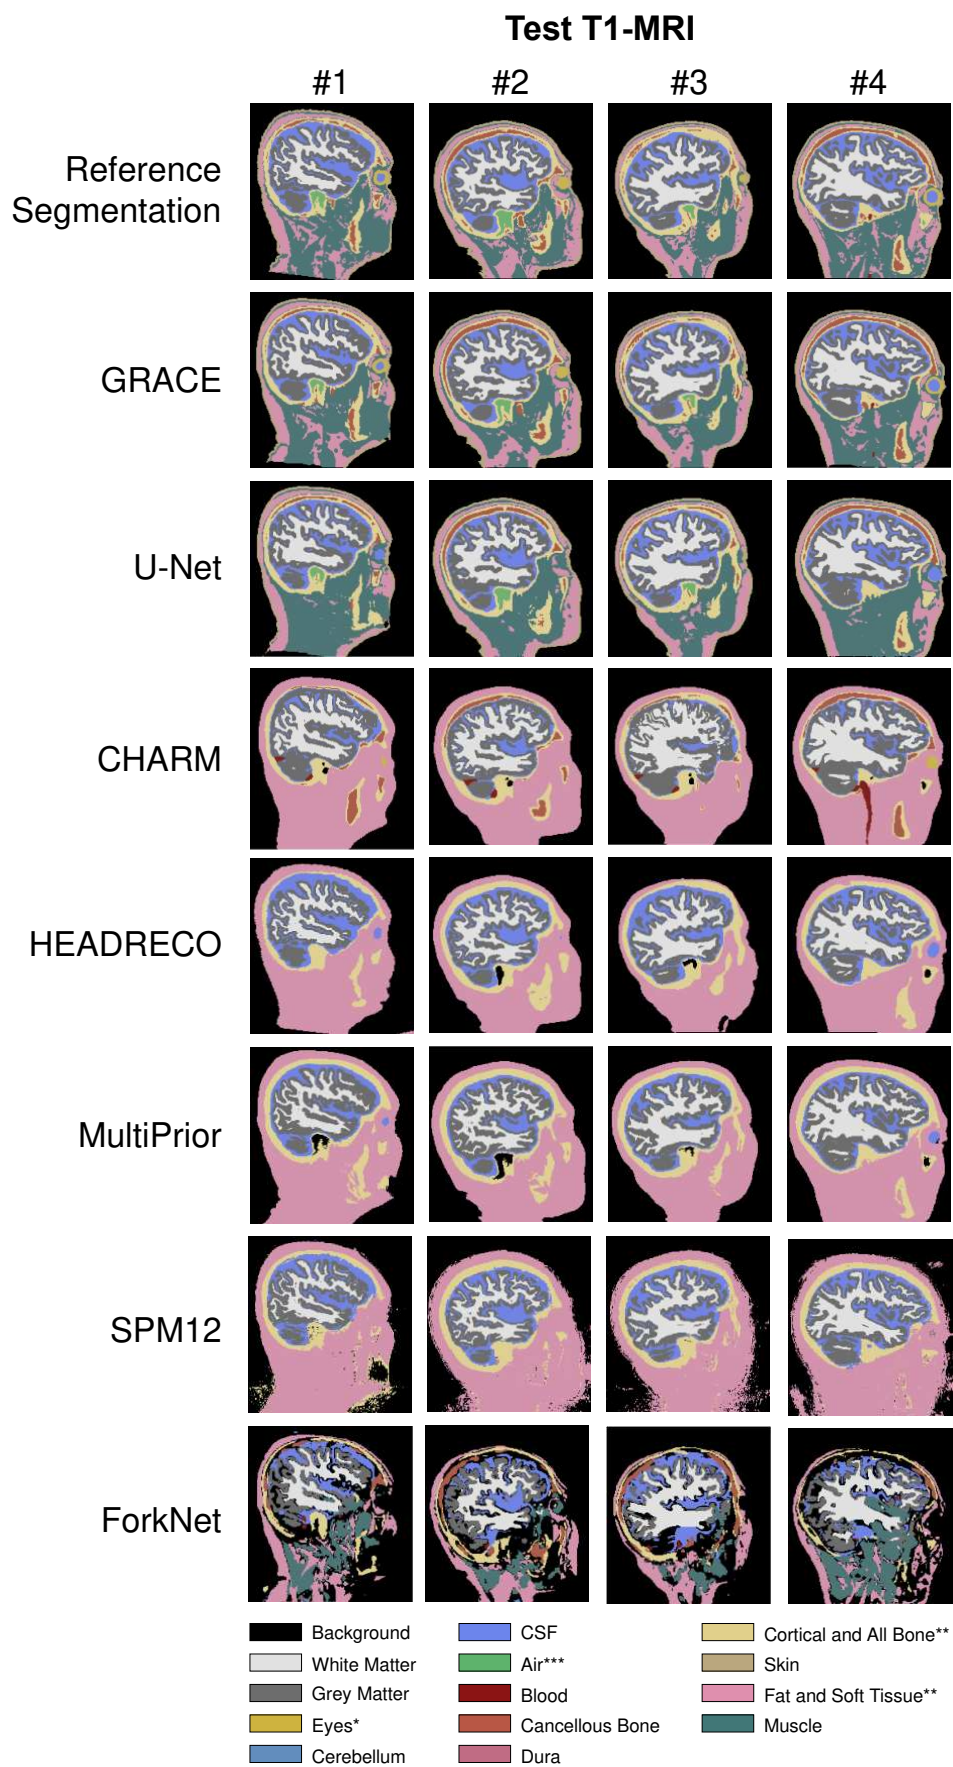 Test T1-MRI
#1 #2 #3 #4
Reference
Segmentation
GRACE
U-Net
CHARM
HEADRECO
MultiPrior
SPM12
ForkNet
Background CSF Cortical and All Bone**
White Matter Air*** Skin
Grey Matter Blood Fat and Soft Tissue**
Eyes* Cancellous Bone Muscle
Cerebellum Dura